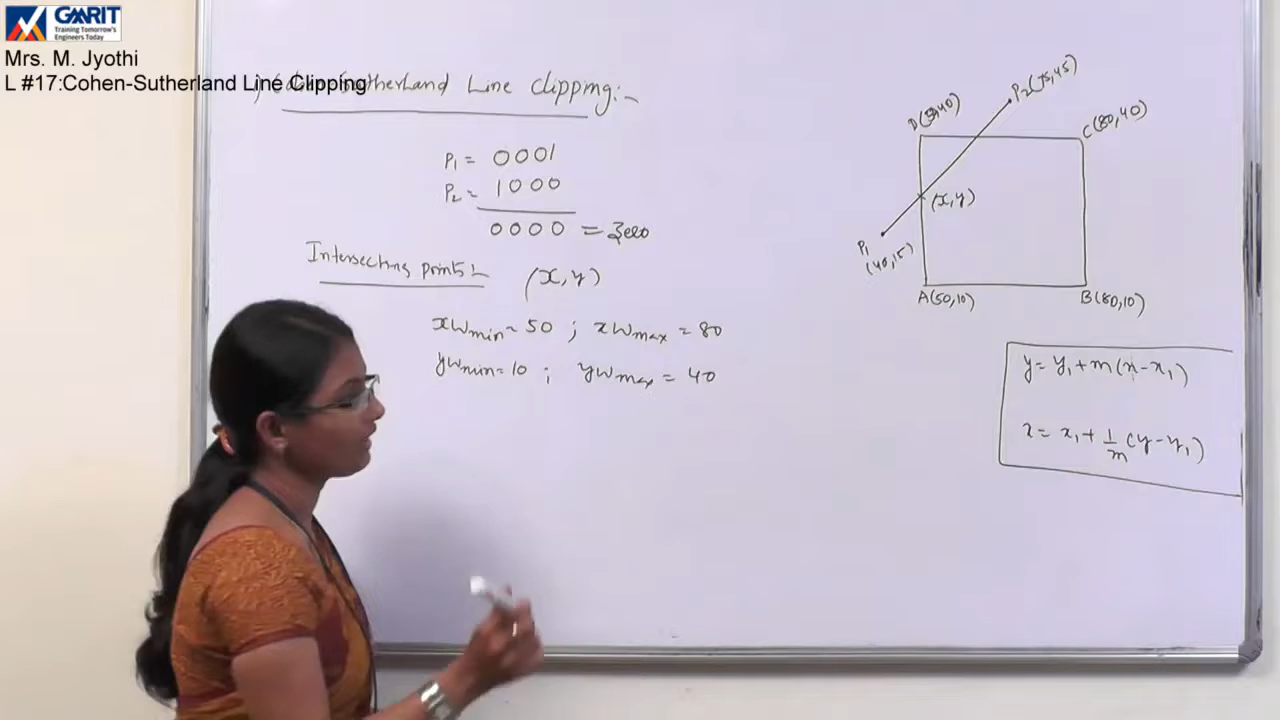 GMRIT
Training Tomorrow's
Engineers Today
Mrs. M. Jyothi
L #17:Cohen-Sutherland Line Clipping
Sutherland Line Clipping:-
P₁ = 0001
P₂ = 1000
0000 = Zero
Intersecting points:-
(x, y)
xwmin = 50 ; xwmax = 80
ywmin = 10 ; ywmax = 40
P₂(75,45)
D(50,40)
C(80,40)
(x, y)
P₁
(40,15)
A(50,10)
B(80,10)
y = y₁ + m(x - x₁)
x = x₁ + 1/m (y - y₁)